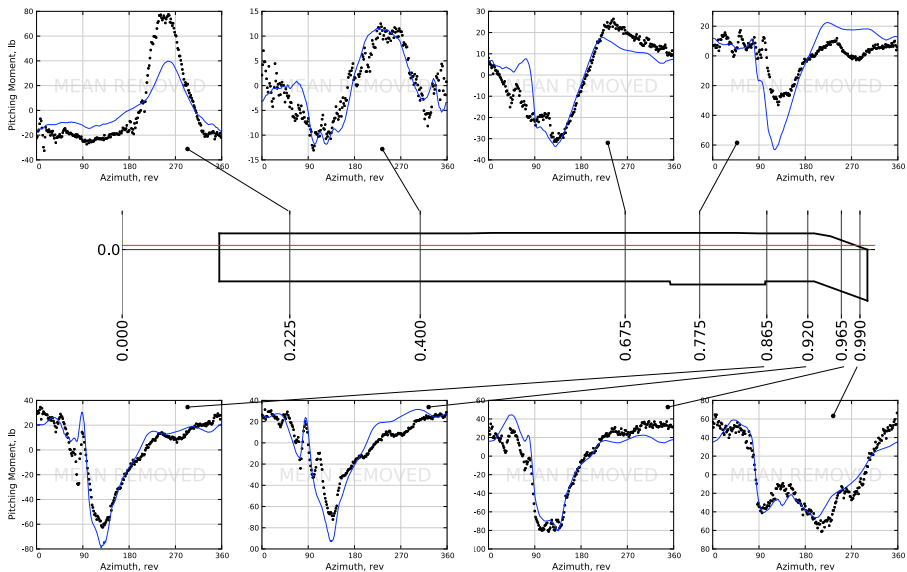 80
60
40
20
0
-20
-40
Pitching Moment, lb
MEAN REMOVED
0 90 180 270 360
Azimuth, rev
15
10
5
0
-5
-10
15
MEAN REMOVED
0 90 180 270 360
Azimuth, rev
30
20
10
0
-10
-20
-30
40
MEAN REMOVED
0 90 180 270 360
Azimuth, rev
20
0
20
40
60
MEAN REMOVED
0 90 180 270 360
Azimuth, rev
0.0
0.000
0.225
0.400
0.675
0.775
0.865
0.920
0.965
0.990
40
20
0
-20
-40
-60
-80
Pitching Moment, lb
MEAN REMOVED
0 90 180 270 360
Azimuth, rev
40
20
0
-20
-40
-60
-80
00
MEAN REMOVED
0 90 180 270 360
Azimuth, rev
60
40
20
0
-20
-40
-60
-80
100
MEAN REMOVED
0 90 180 270 360
Azimuth, rev
80
60
40
20
0
20
40
60
80
MEAN REMOVED
0 90 180 270 360
Azimuth, rev